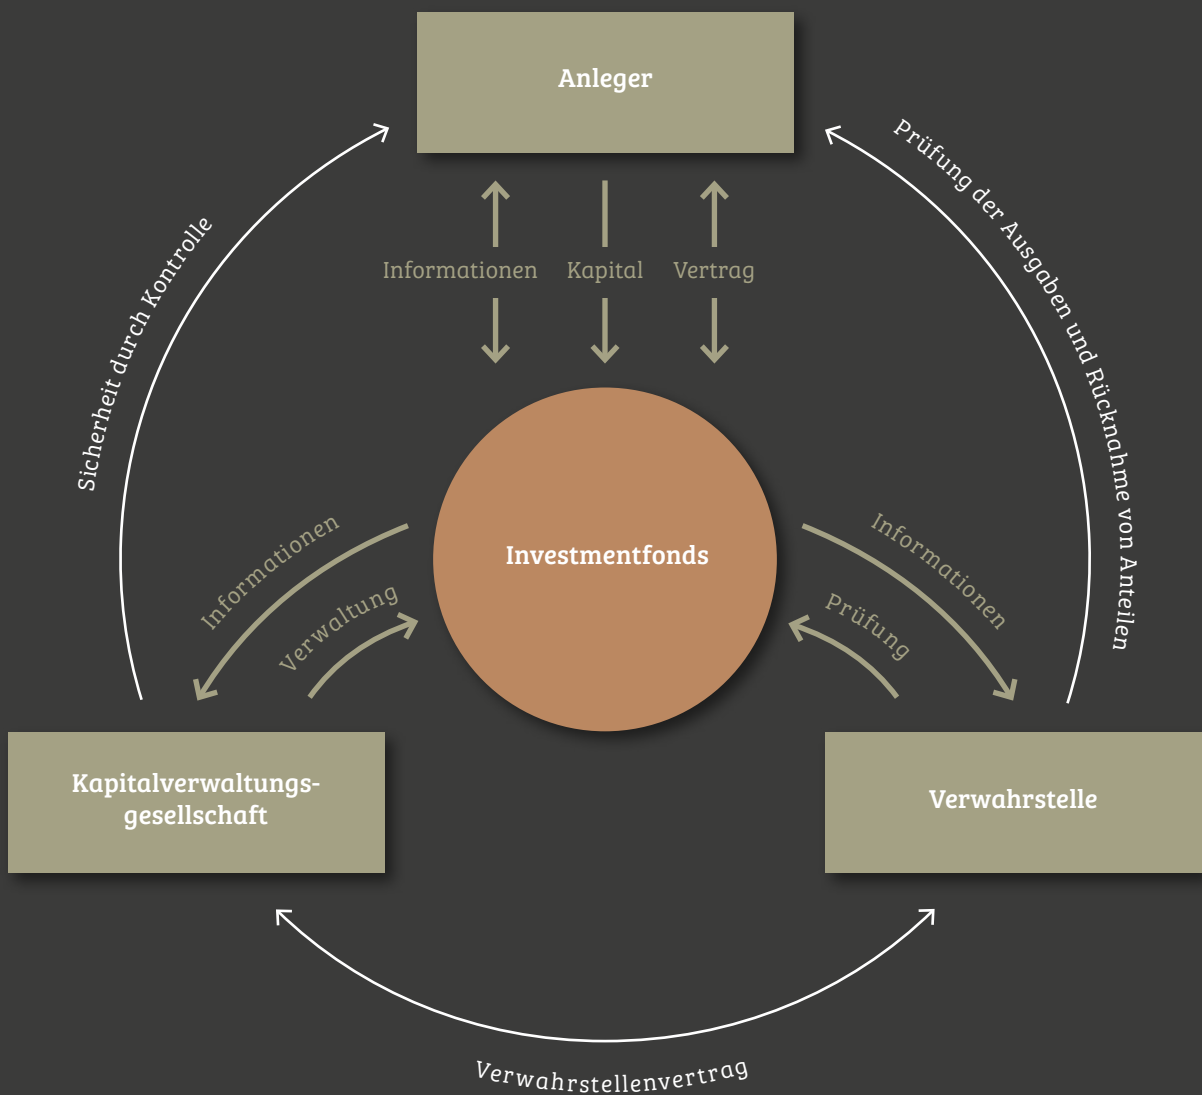 Anleger
Informationen
Kapital
Vertrag
Sicherheit durch Kontrolle
Prüfung der Ausgaben und Rücknahme von Anteilen
Investmentfonds
Informationen
Verwaltung
Informationen
Prüfung
Kapitalverwaltungs-
gesellschaft
Verwahrstelle
Verwahrstellenvertrag